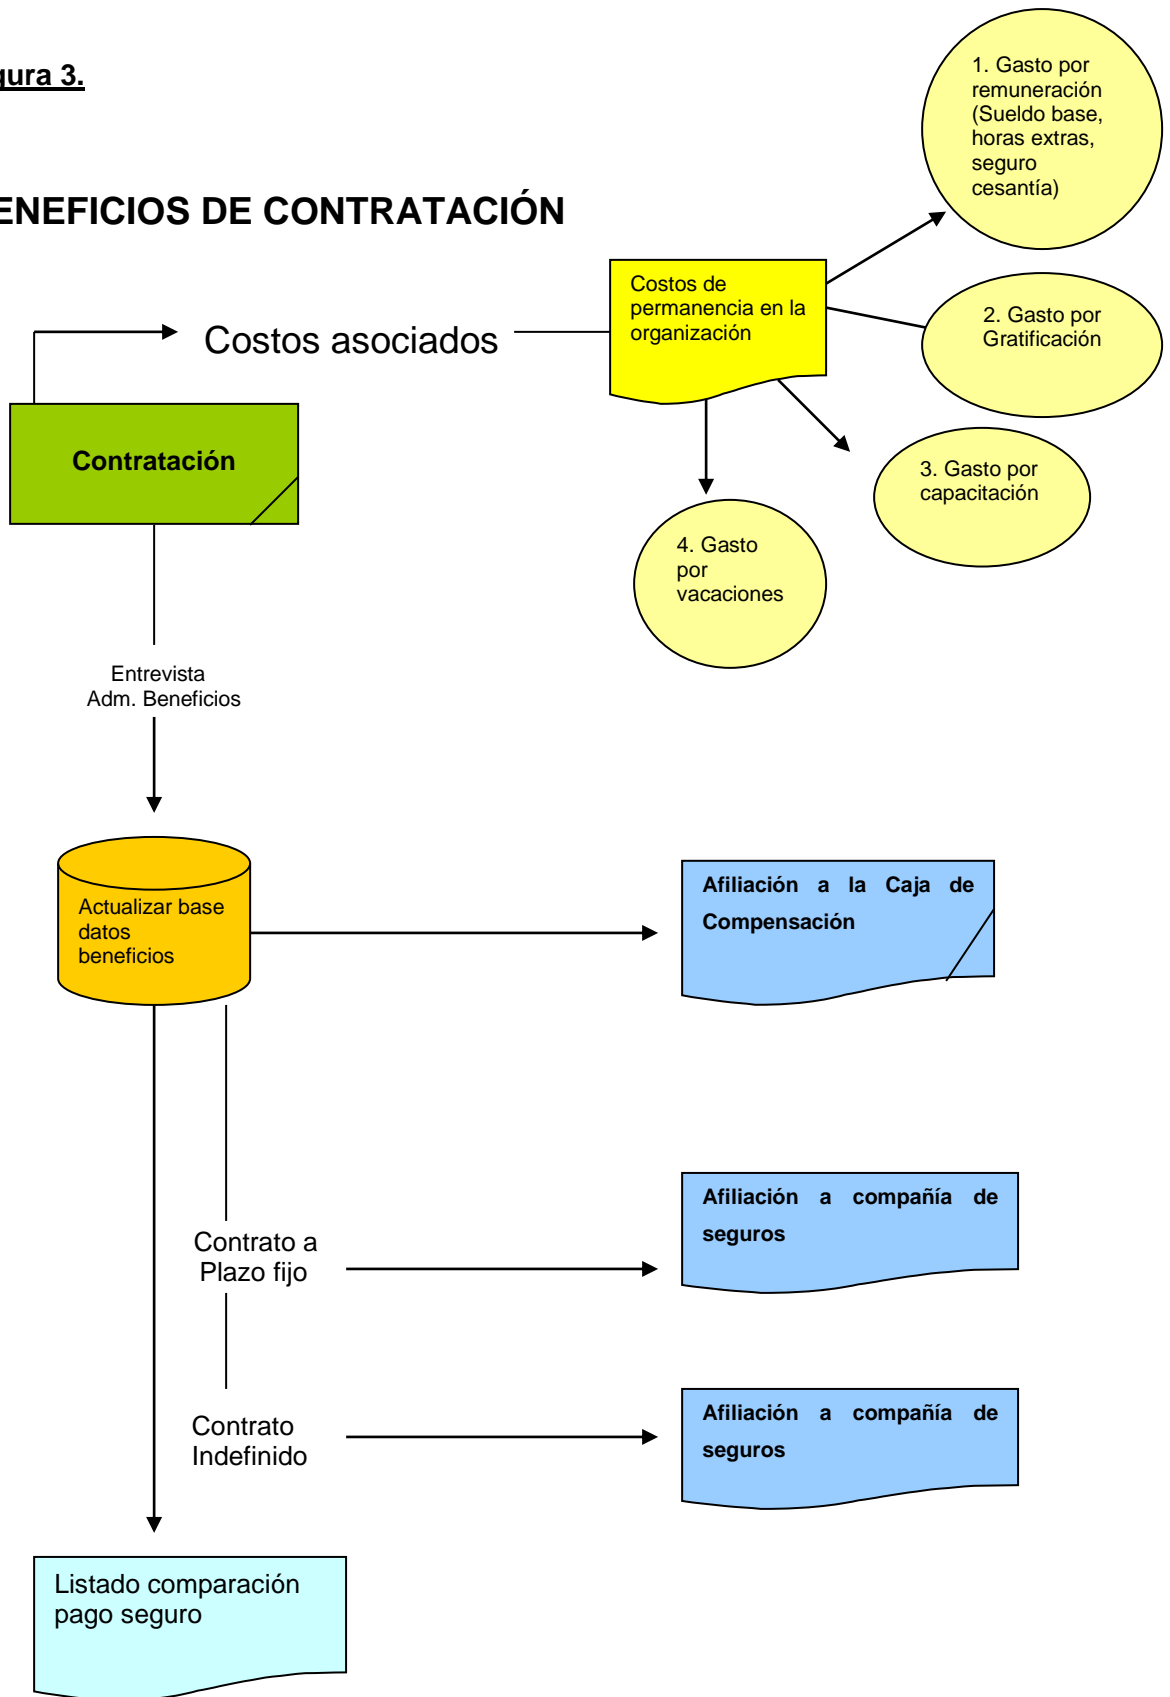 gura 3.
ENEFICIOS DE CONTRATACIÓN
1. Gasto por
remuneración
(Sueldo base,
horas extras,
seguro
cesantía)
Costos asociados
Costos de
permanencia en la
organización
2. Gasto por
Gratificación
Contratación
3. Gasto por
capacitación
4. Gasto
por
vacaciones
Entrevista
Adm. Beneficios
Actualizar base
datos
beneficios
Afiliación a la Caja de
Compensación
Contrato a
Plazo fijo
Afiliación a compañía de
seguros
Contrato
Indefinido
Afiliación a compañía de
seguros
Listado comparación
pago seguro